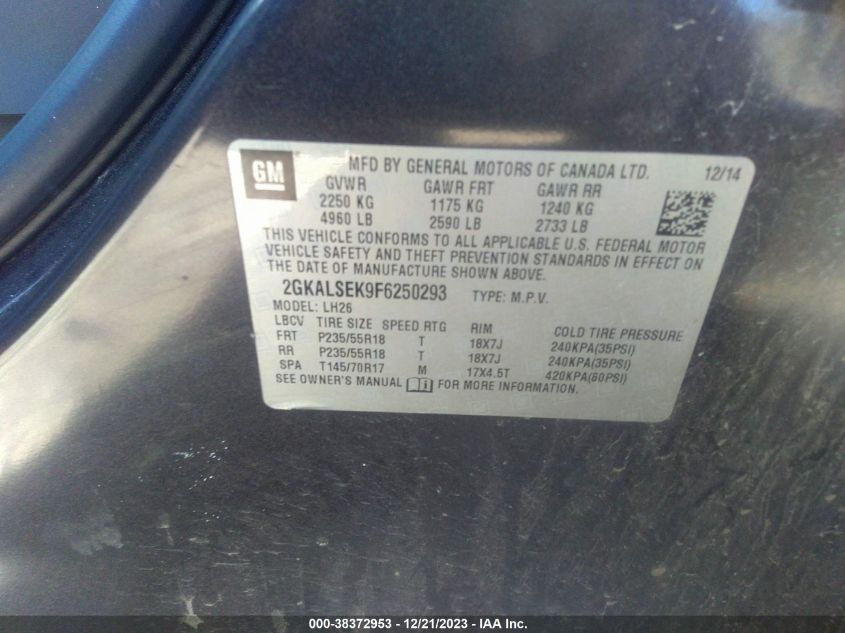 GM MFD BY GENERAL MOTORS OF CANADA LTD. 12/14
GVWR GAWR FRT GAWR RR
2250 KG 1175 KG 1240 KG
4960 LB 2590 LB 2733 LB
THIS VEHICLE CONFORMS TO ALL APPLICABLE U.S. FEDERAL MOTOR
VEHICLE SAFETY AND THEFT PREVENTION STANDARDS IN EFFECT ON
THE DATE OF MANUFACTURE SHOWN ABOVE.
2GKALSEK9F6250293 TYPE: M.P.V.
MODEL: LH26
LBCV TIRE SIZE SPEED RTG RIM COLD TIRE PRESSURE
FRT P235/55R18 T 18X7J 240KPA(35PSI)
RR P235/55R18 T 18X7J 240KPA(35PSI)
SPA T145/70R17 M 17X4.5T 420KPA(60PSI)
SEE OWNER'S MANUAL FOR MORE INFORMATION.
000-38372953 - 12/21/2023 - IAA Inc.